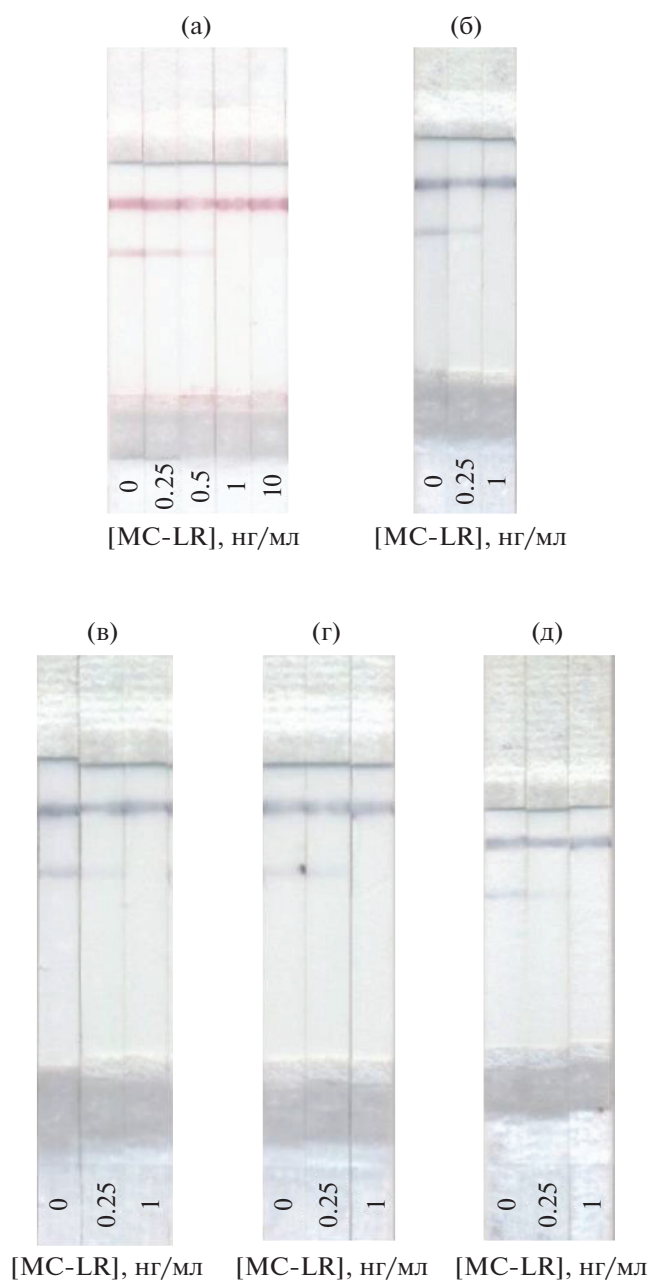 (а)
(б)
0 0.25 0.5 1 10
0 0.25 1
[MC-LR], нг/мл
[MC-LR], нг/мл
(в)
(г)
(д)
0 0.25 1
0 0.25 1
0 0.25 1
[MC-LR], нг/мл
[MC-LR], нг/мл
[MC-LR], нг/мл